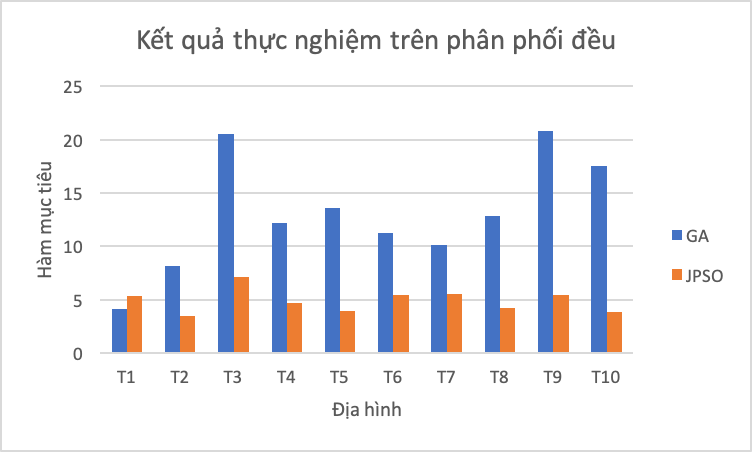 Kết quả thực nghiệm trên phân phối đều
25
20
15
10
5
0
Hàm mục tiêu
T1 T2 T3 T4 T5 T6 T7 T8 T9 T10
Địa hình
GA
JPSO